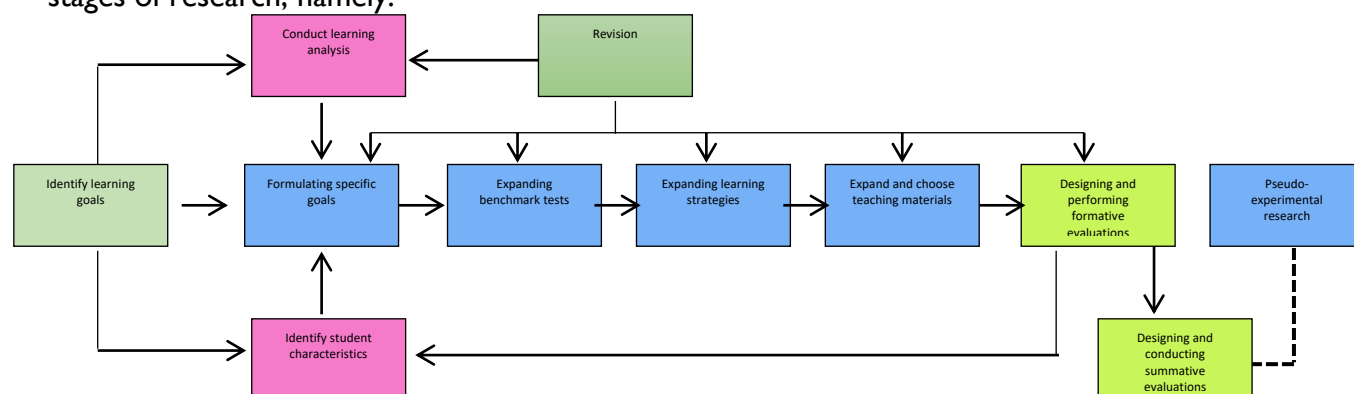 stages of research, namely:
Conduct learning
analysis
Revision
Identify learning
goals
Formulating specific
goals
Expanding
benchmark tests
Expanding learning
strategies
Expand and choose
teaching materials
Designing and
performing
formative
evaluations
Pseudo-
experimental
research
Identify student
characteristics
Designing and
conducting
summative
evaluations